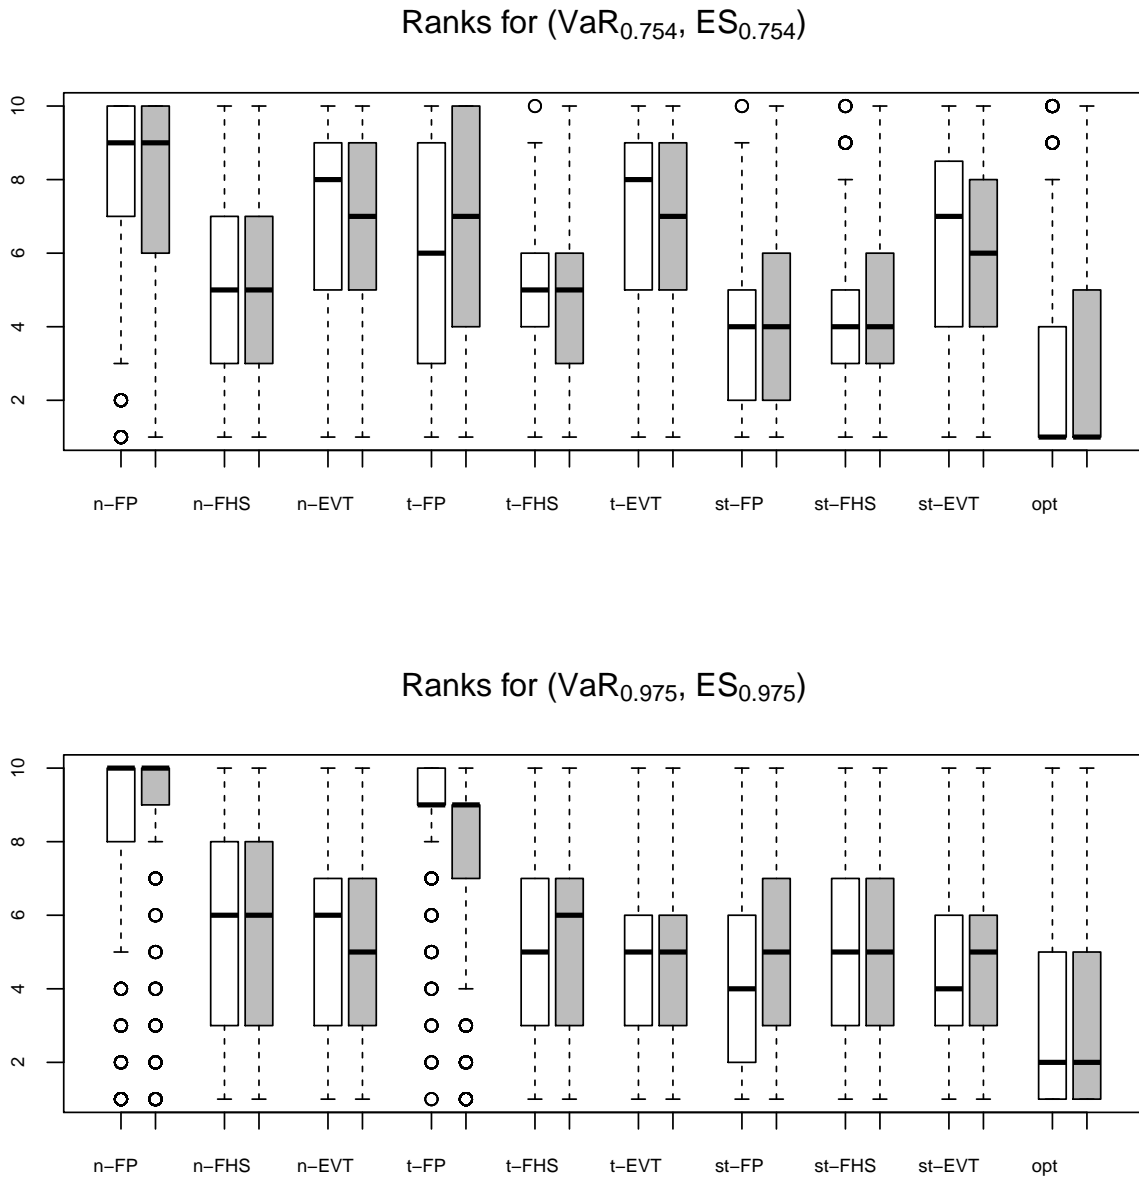 Ranks for (VaR0.754, ES0.754)
10
8
6
4
2
n−FP n−FHS n−EVT t−FP t−FHS t−EVT st−FP st−FHS st−EVT opt
Ranks for (VaR0.975, ES0.975)
10
8
6
4
2
n−FP n−FHS n−EVT t−FP t−FHS t−EVT st−FP st−FHS st−EVT opt